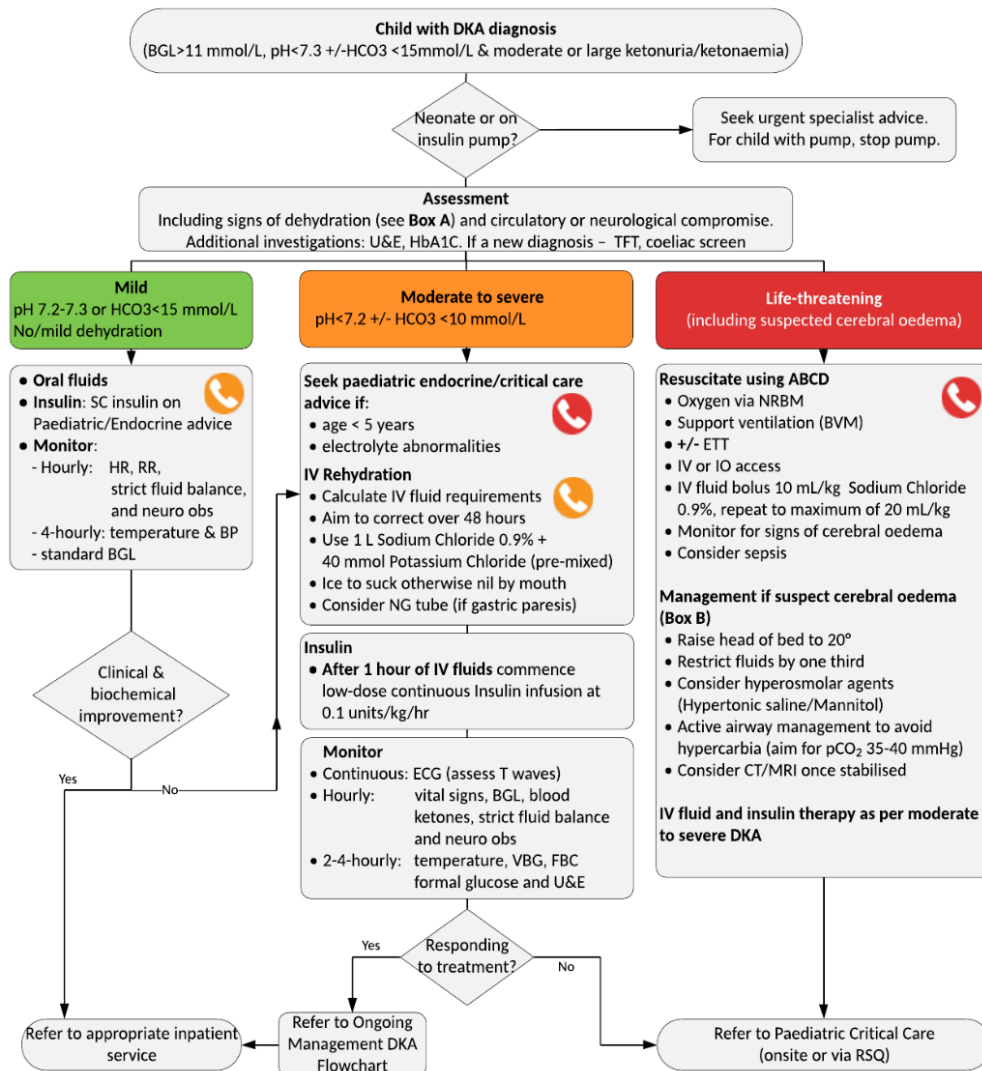 Child with DKA diagnosis
(BGL>11 mmol/L, pH<7.3 +/-HCO3 <15mmol/L & moderate or large ketonuria/ketonaemia)
Neonate or on
insulin pump?
Seek urgent specialist advice.
For child with pump, stop pump.
Assessment
Including signs of dehydration (see Box A) and circulatory or neurological compromise.
Additional investigations: U&E, HbA1C. If a new diagnosis – TFT, coeliac screen
Mild
pH 7.2-7.3 or HCO3<15 mmol/L
No/mild dehydration
● Oral fluids
● Insulin: SC insulin on
Paediatric/Endocrine advice
● Monitor:
- Hourly: HR, RR,
strict fluid balance,
and neuro obs
- 4-hourly: temperature & BP
- standard BGL
Clinical &
biochemical
improvement?
Yes
No
Moderate to severe
pH<7.2 +/- HCO3 <10 mmol/L
Seek paediatric endocrine/critical care
advice if:
• age < 5 years
• electrolyte abnormalities
IV Rehydration
• Calculate IV fluid requirements
• Aim to correct over 48 hours
• Use 1 L Sodium Chloride 0.9% +
40 mmol Potassium Chloride (pre-mixed)
• Ice to suck otherwise nil by mouth
• Consider NG tube (if gastric paresis)
Insulin
• After 1 hour of IV fluids commence
low-dose continuous Insulin infusion at
0.1 units/kg/hr
Monitor
• Continuous: ECG (assess T waves)
• Hourly: vital signs, BGL, blood
ketones, strict fluid balance
and neuro obs
• 2-4-hourly: temperature, VBG, FBC
formal glucose and U&E
Responding
to treatment?
Yes
No
Life-threatening
(including suspected cerebral oedema)
Resuscitate using ABCD
• Oxygen via NRBM
• Support ventilation (BVM)
• +/- ETT
• IV or IO access
• IV fluid bolus 10 mL/kg Sodium Chloride
0.9%, repeat to maximum of 20 mL/kg
• Monitor for signs of cerebral oedema
• Consider sepsis
Management if suspect cerebral oedema
(Box B)
• Raise head of bed to 20°
• Restrict fluids by one third
• Consider hyperosmolar agents
(Hypertonic saline/Mannitol)
• Active airway management to avoid
hypercarbia (aim for pCO₂ 35-40 mmHg)
• Consider CT/MRI once stabilised
IV fluid and insulin therapy as per moderate
to severe DKA
Refer to appropriate inpatient
service
Refer to Ongoing
Management DKA
Flowchart
Refer to Paediatric Critical Care
(onsite or via RSQ)